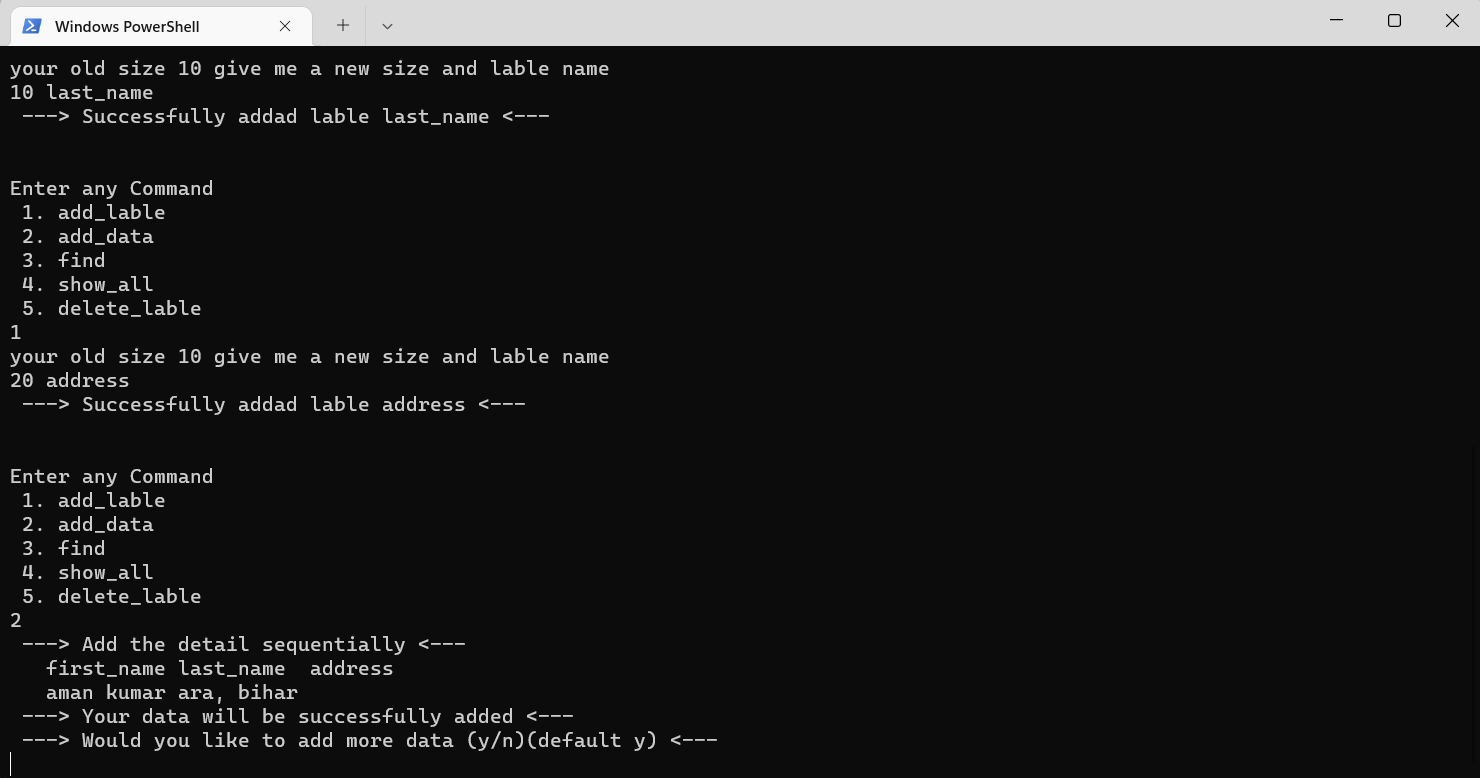 Windows PowerShell
your old size 10 give me a new size and lable name
10 last_name
---> Successfully addad lable last_name <---
Enter any Command
1. add_lable
2. add_data
3. find
4. show_all
5. delete_lable
1
your old size 10 give me a new size and lable name
20 address
---> Successfully addad lable address <---
Enter any Command
1. add_lable
2. add_data
3. find
4. show_all
5. delete_lable
2
---> Add the detail sequentially <---
first_name last_name  address
aman kumar ara, bihar
---> Your data will be successfully added <---
---> Would you like to add more data (y/n)(default y) <---